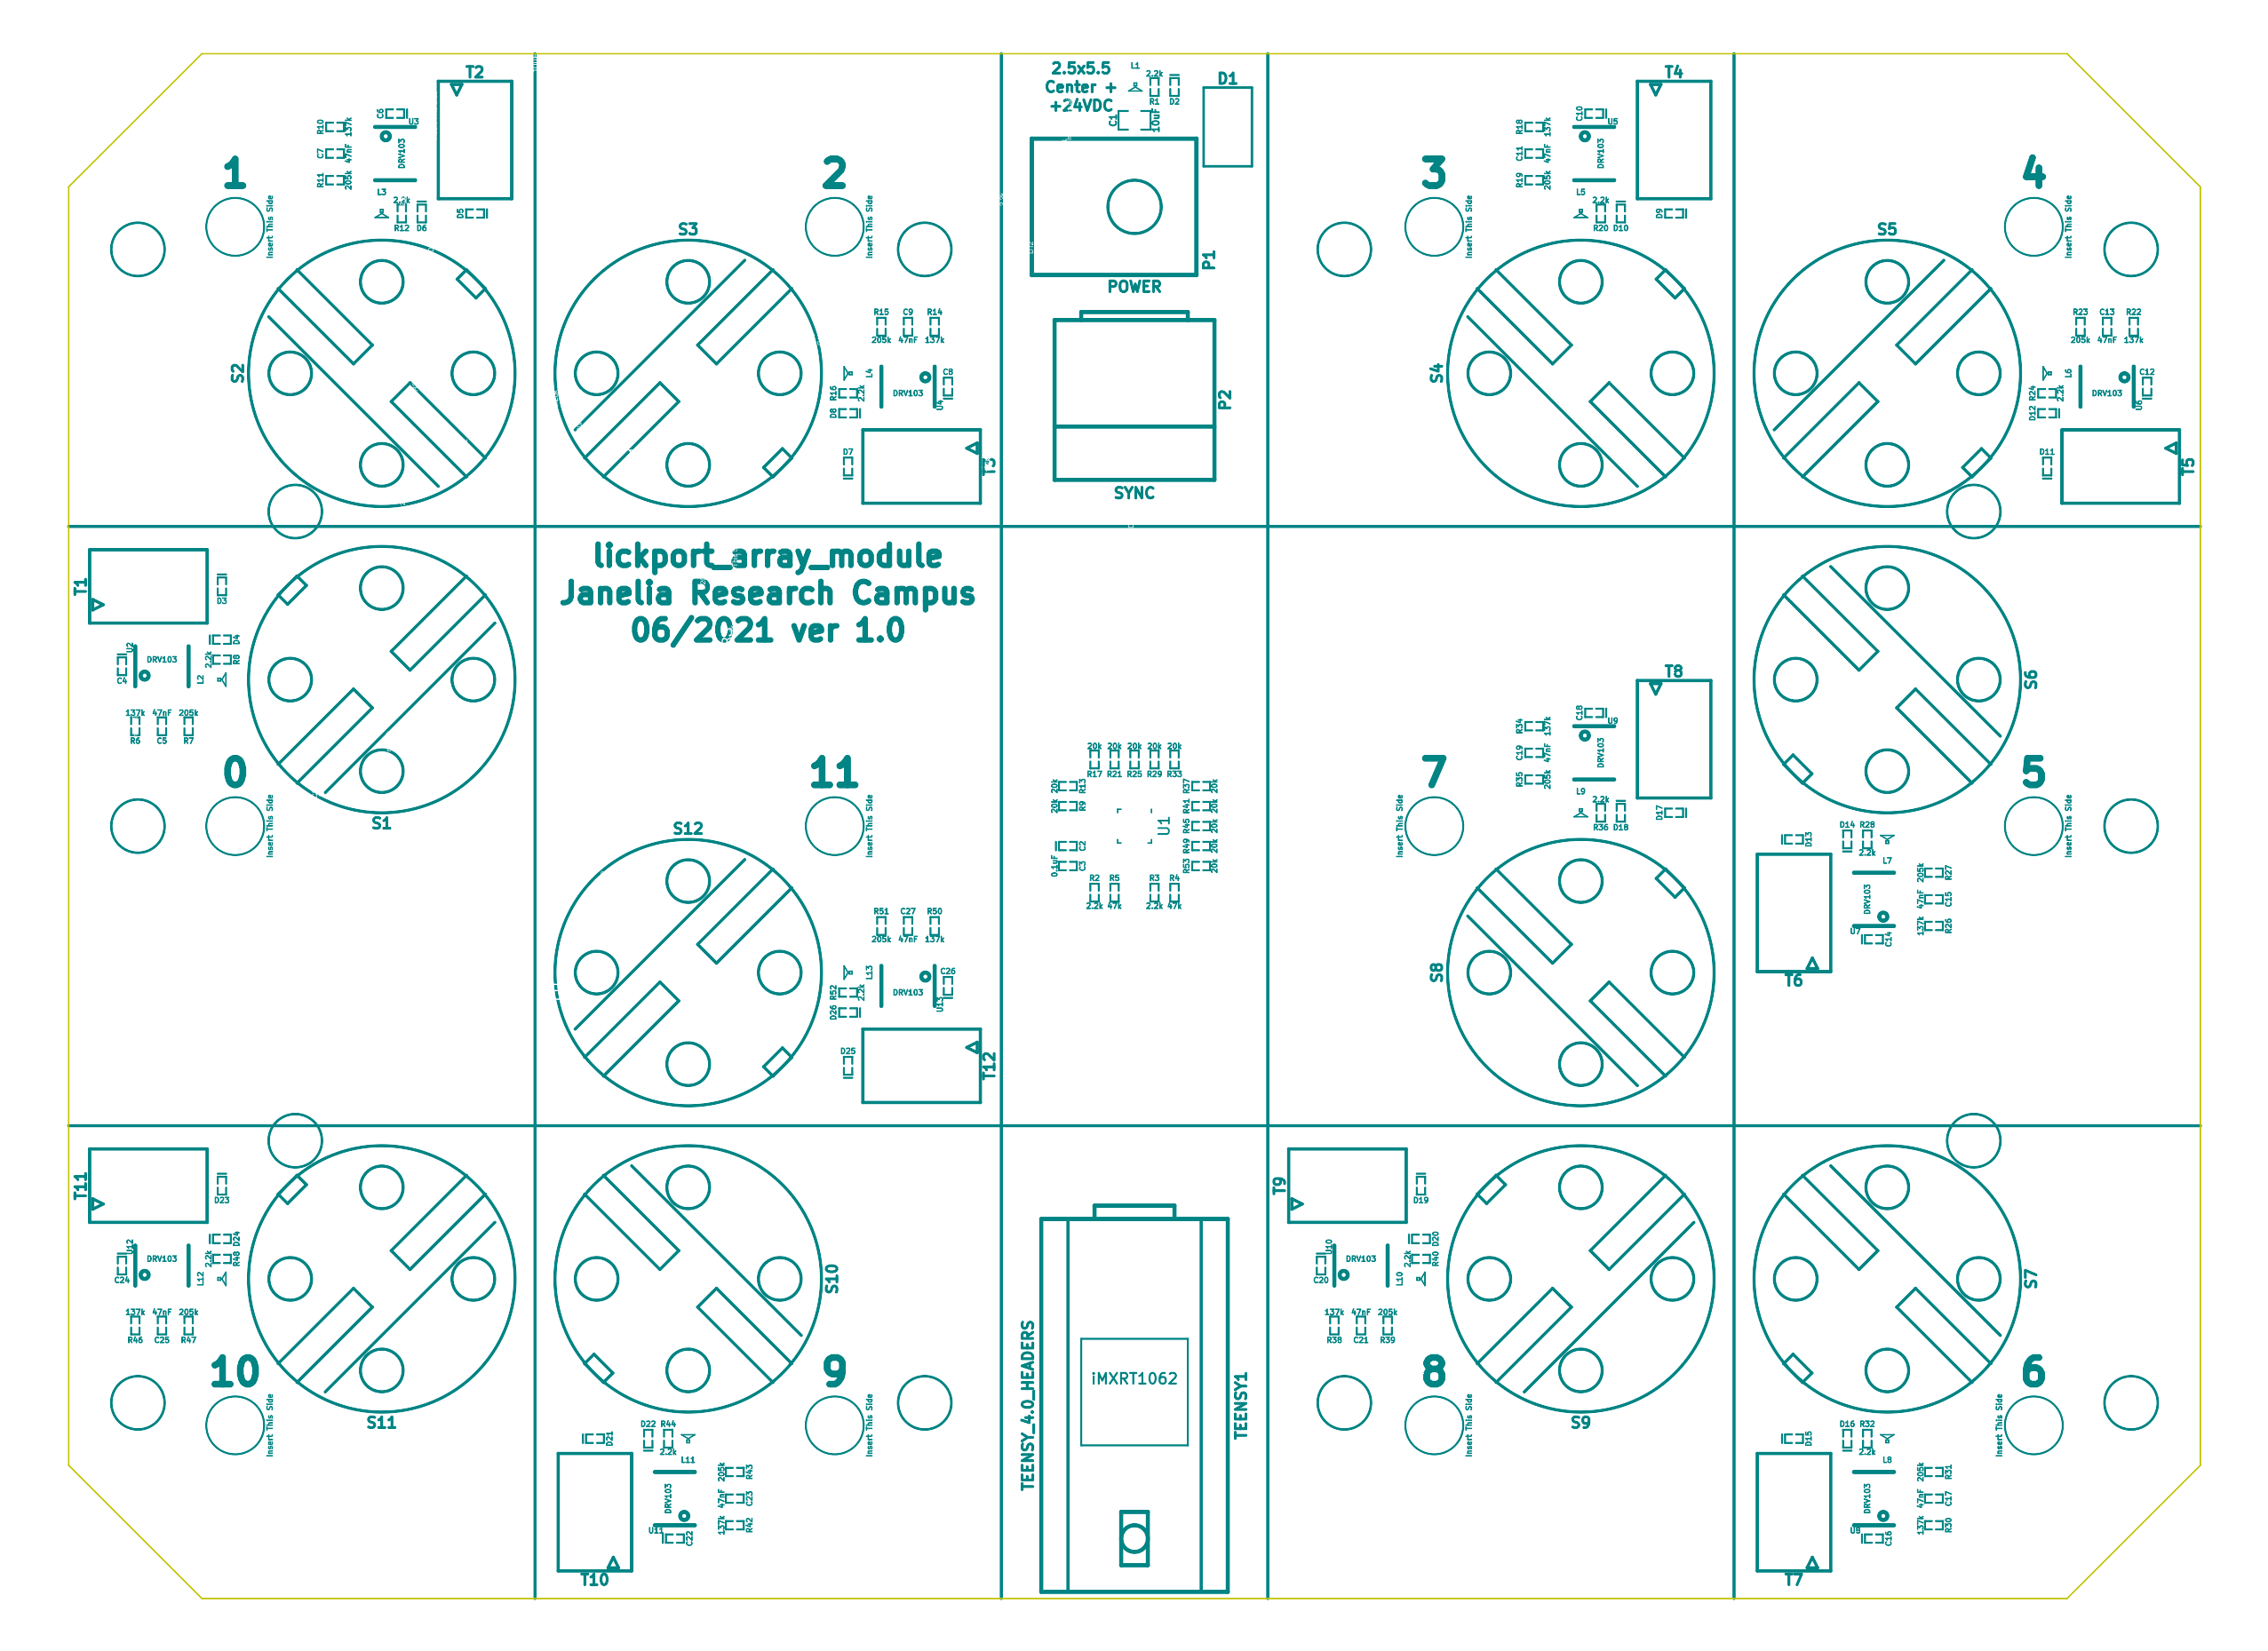 2.5x5.5
Center +
+24VDC
L1
2.2k
R1
D2
D1
C1
10uF
P1
POWER
P2
SYNC
T2
C6
U3
R10
137k
C7
47nF
R11
205k
DRV103
L3
2.2k
R12
D6
D5
1
Insert This Side
S2
2
Insert This Side
S3
R15
C9
R14
205k
47nF
137k
L4
DRV103
C8
U4
R16
2.2k
D8
D7
T3
T4
C10
U5
R18
137k
C11
47nF
R19
205k
DRV103
L5
2.2k
R20
D10
D9
3
Insert This Side
S4
4
Insert This Side
S5
R23
C13
R22
205k
47nF
137k
L6
DRV103
C12
U6
R24
2.2k
D12
D11
T5
lickport_array_module
Janelia Research Campus
06/2021 ver 1.0
T1
D3
U2
DRV103
D4
2.2k
R8
C4
L2
137k
47nF
205k
R6
C5
R7
0
Insert This Side
S1
11
Insert This Side
S12
R51
C27
R50
205k
47nF
137k
L13
DRV103
C26
U13
R52
2.2k
D26
D25
T12
20k
20k
20k
20k
20k
R17
R21
R25
R29
R33
20k
R13
20k
R9
U1
R37
20k
R41
20k
R45
20k
R49
20k
R53
20k
C2
0.1uF
C3
R2
R5
R3
R4
2.2k
47k
2.2k
47k
T8
C18
U9
R34
137k
C19
47nF
R35
205k
DRV103
L9
2.2k
R36
D18
D17
7
Insert This Side
S8
S6
5
Insert This Side
D13
D14
R28
2.2k
L7
205k
R27
47nF
C15
137k
R26
DRV103
U7
C14
T6
T11
D23
U12
DRV103
D24
2.2k
R48
C24
L12
137k
47nF
205k
R46
C25
R47
10
Insert This Side
S11
S10
9
Insert This Side
D21
D22
R44
2.2k
L11
205k
R43
47nF
C23
137k
R42
DRV103
U11
C22
T10
TEENSY_4.0_HEADERS
iMXRT1062
TEENSY1
T9
D19
U10
DRV103
D20
2.2k
R40
C20
L10
137k
47nF
205k
R38
C21
R39
8
Insert This Side
S9
S7
6
Insert This Side
D15
D16
R32
2.2k
L8
205k
R31
47nF
C17
137k
R30
DRV103
U8
C16
T7